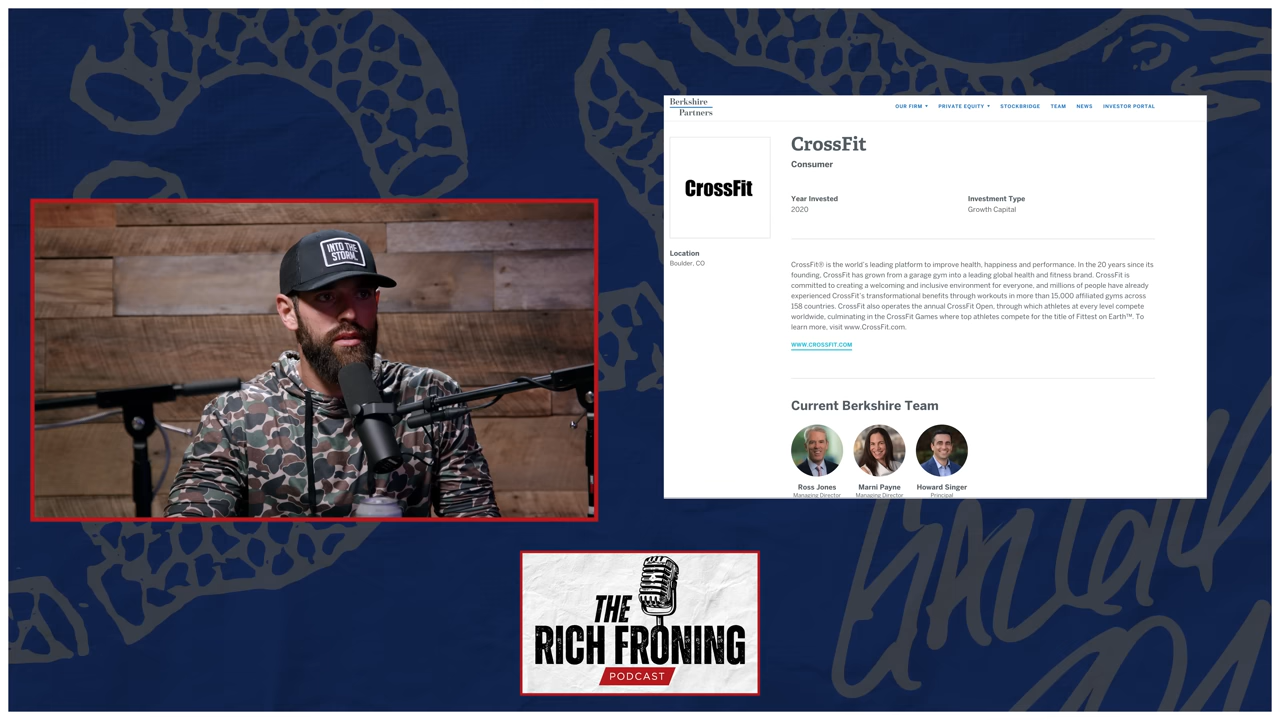 INTO THE
STORM.
Berkshire
Partners
OUR FIRM
PRIVATE EQUITY
STOCKBRIDGE
TEAM
NEWS
INVESTOR PORTAL
CrossFit
Location
Boulder, CO
CrossFit
Consumer
Year Invested
2020
Investment Type
Growth Capital
CrossFit® is the world's leading platform to improve health, happiness and performance. In the 20 years since its
founding, CrossFit has grown from a garage gym into a leading global health and fitness brand. CrossFit is
committed to creating a welcoming and inclusive environment for everyone, and millions of people have already
experienced CrossFit's transformational benefits through workouts in more than 15,000 affiliated gyms across
158 countries. CrossFit also operates the annual CrossFit Open, through which athletes at every level compete
worldwide, culminating in the CrossFit Games where top athletes compete for the title of Fittest on Earth™. To
learn more, visit www.CrossFit.com.
WWW.CROSSFIT.COM
Current Berkshire Team
Ross Jones
Managing Director
Marni Payne
Managing Director
Howard Singer
Principal
THE
RICH FRONING
PODCAST